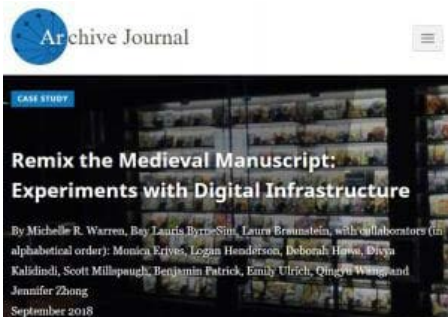 Archive Journal
CASE STUDY
Remix the Medieval Manuscript:
Experiments with Digital Infrastructure
By Michelle R. Warren, Bay Lauris ByrneSim, Laura Braunstein, with collaborators (in
alphabetical order): Monica Erives, Logan Henderson, Deborah Howe, Divya
Kalidindi, Scott Millspaugh, Benjamin Patrick, Emily Ulrich, Qingyu Wang, and
Jennifer Zhong
September 2018